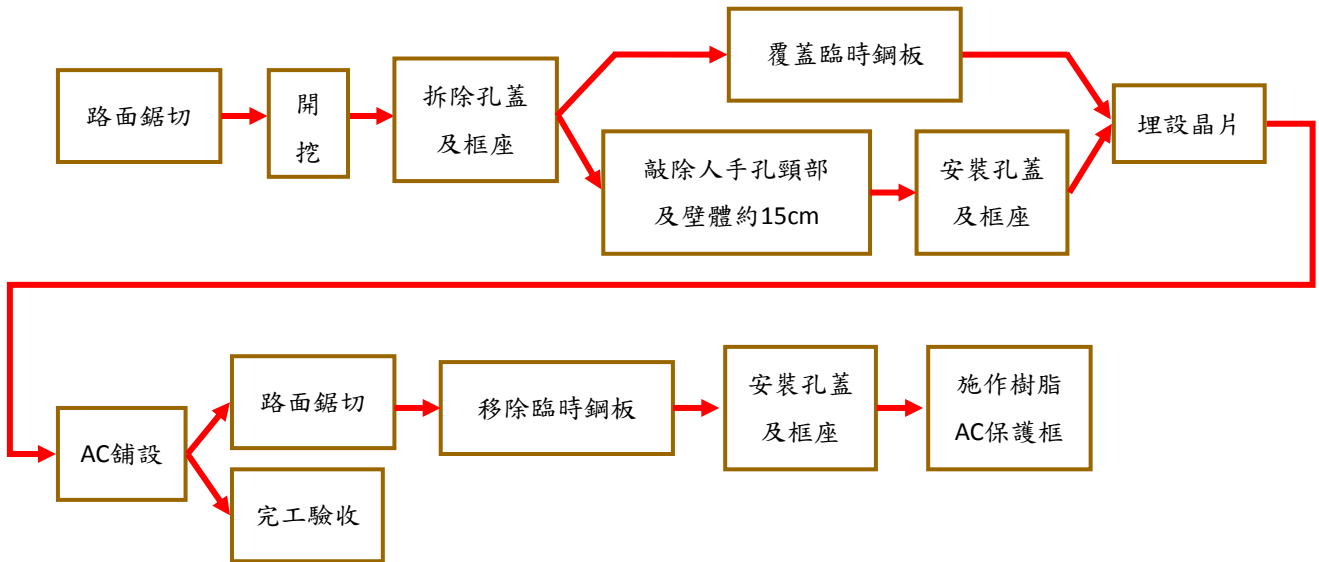 路面鋸切
開
挖
拆除孔蓋
及框座
覆蓋臨時鋼板
敲除人手孔頸部
及壁體約15cm
安裝孔蓋
及框座
埋設晶片
AC舖設
路面鋸切
移除臨時鋼板
安裝孔蓋
及框座
施作樹脂
AC保護框
完工驗收